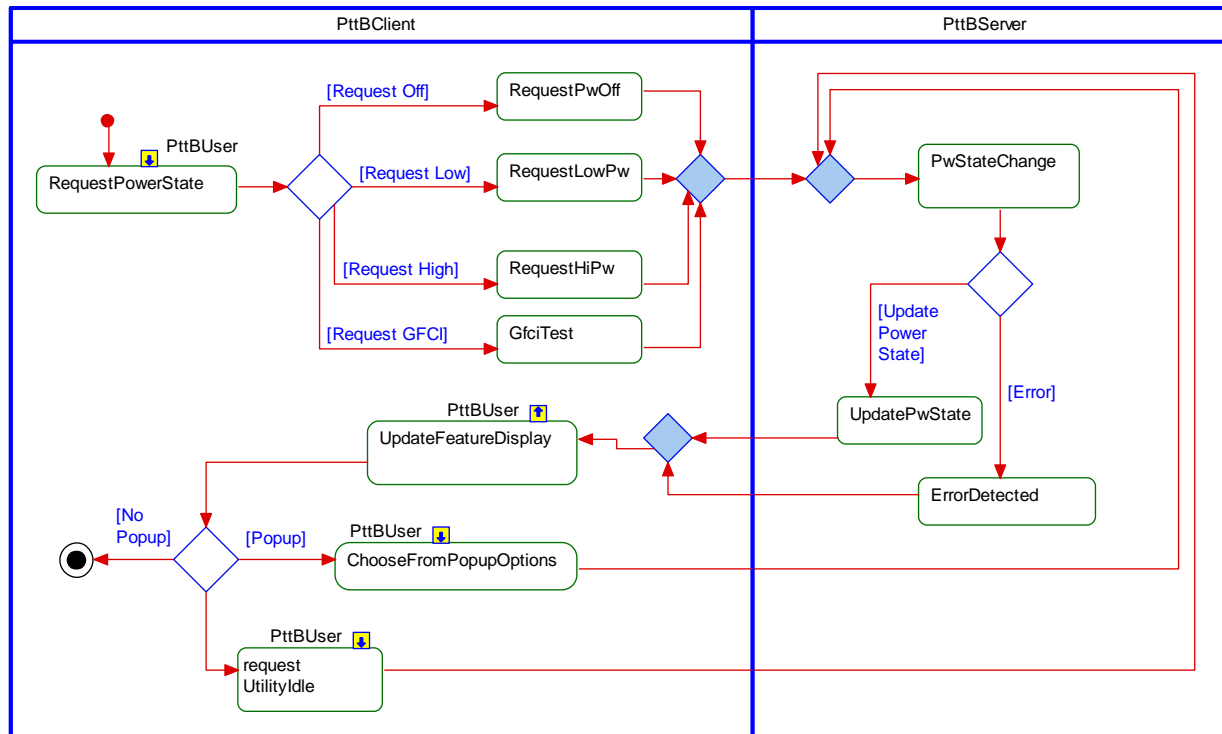 PttBClient
PttBServer
[Request Off]
RequestPwOff
PttBUser
RequestPowerState
[Request Low]
RequestLowPw
PwStateChange
[Request High]
RequestHiPw
[Request GFCI]
GfciTest
[Update
Power
State]
[Error]
PttBUser
UpdateFeatureDisplay
UpdatePwState
ErrorDetected
[No
Popup]
[Popup]
PttBUser
ChooseFromPopupOptions
PttBUser
request
UtilityIdle